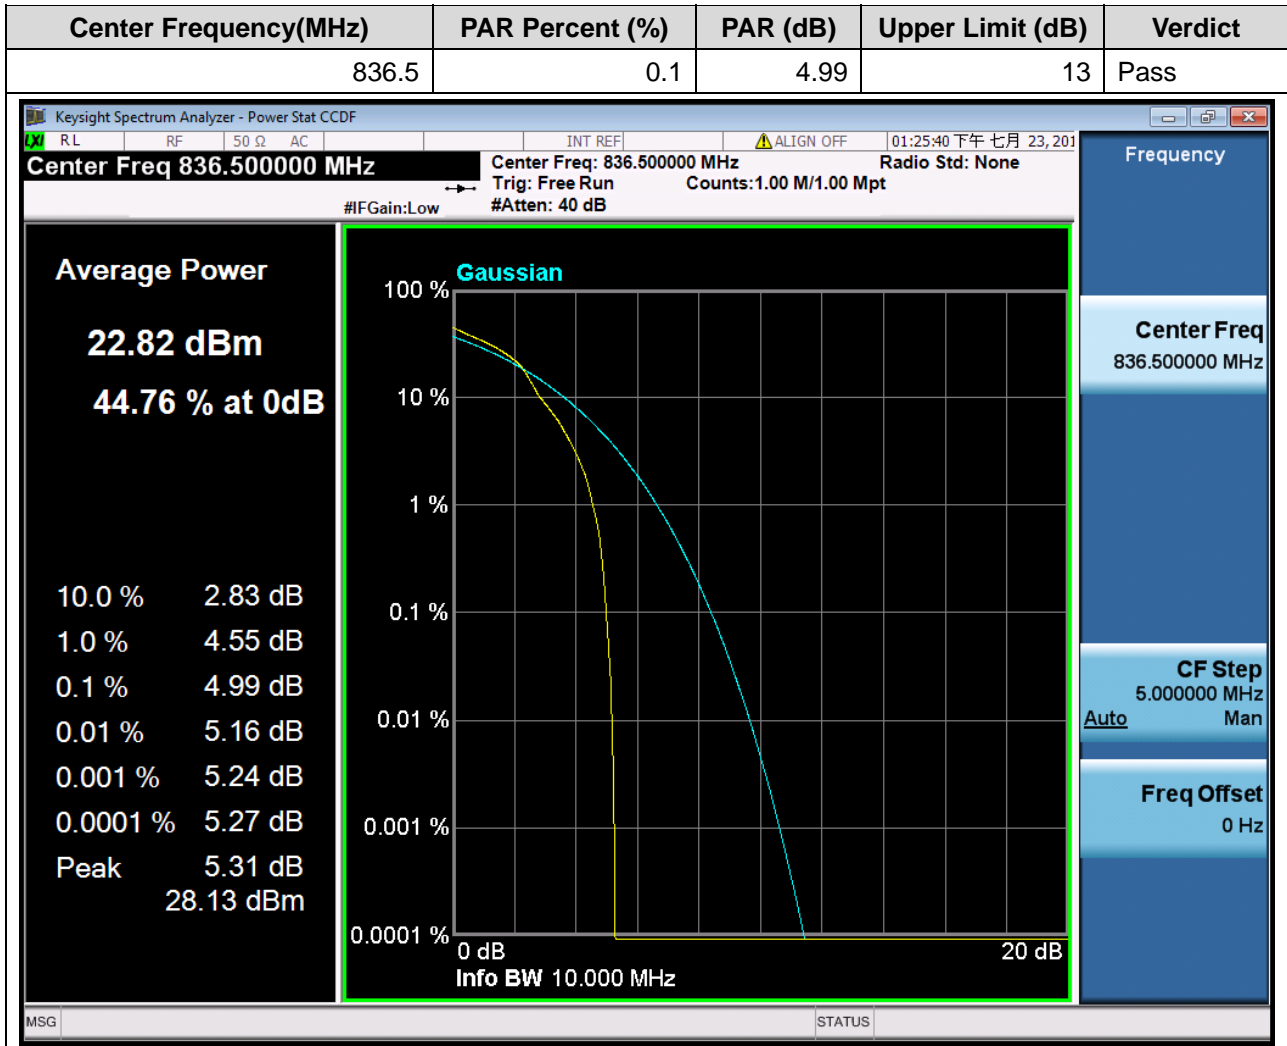 Center Frequency(MHz) PAR Percent (%) PAR (dB) Upper Limit (dB) Verdict
836.5 0.1 4.99 13 Pass
Keysight Spectrum Analyzer - Power Stat CCDF
LXI RL RF 50 Ω AC INT REF ALIGN OFF 01:25:40 下午 七月 23, 201
Center Freq 836.500000 MHz
#IFGain:Low
Center Freq: 836.500000 MHz
Trig: Free Run Counts:1.00 M/1.00 Mpt
#Atten: 40 dB
Radio Std: None
Average Power
22.82 dBm
44.76 % at 0dB
10.0 % 2.83 dB
1.0 % 4.55 dB
0.1 % 4.99 dB
0.01 % 5.16 dB
0.001 % 5.24 dB
0.0001 % 5.27 dB
Peak 5.31 dB
28.13 dBm
Gaussian
100 %
10 %
1 %
0.1 %
0.01 %
0.001 %
0.0001 %
0 dB 20 dB
Info BW 10.000 MHz
Frequency
Center Freq
836.500000 MHz
CF Step
5.000000 MHz
Auto Man
Freq Offset
0 Hz
MSG STATUS